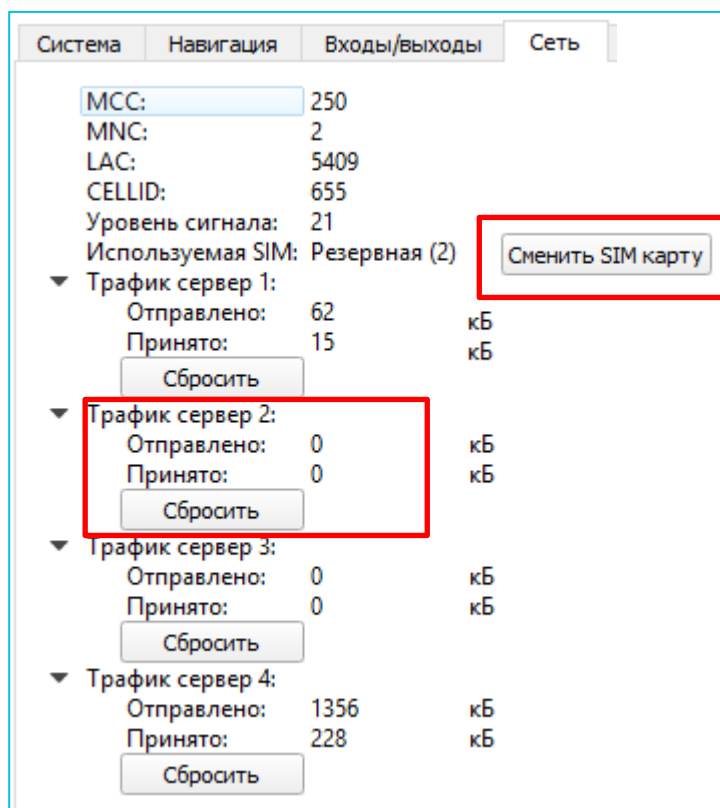 Система Навигация Входы/выходы Сеть
MCC: 250
MNC: 2
LAC: 5409
CELLID: 655
Уровень сигнала: 21
Используемая SIM: Резервная (2) Сменить SIM карту
Трафик сервер 1:
Отправлено: 62 кБ
Принято: 15 кБ
Сбросить
Трафик сервер 2:
Отправлено: 0 кБ
Принято: 0 кБ
Сбросить
Трафик сервер 3:
Отправлено: 0 кБ
Принято: 0 кБ
Сбросить
Трафик сервер 4:
Отправлено: 1356 кБ
Принято: 228 кБ
Сбросить